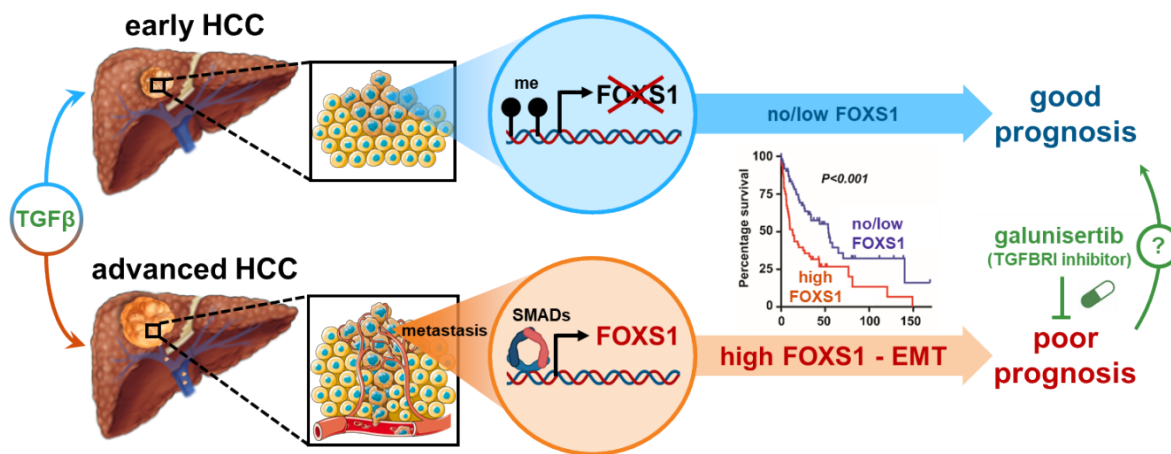 early HCC
me
FOXS1
no/low FOXS1
good
prognosis
TGFβ
Percentage survival
100
75
50
25
0
P<0.001
no/low
FOXS1
high
FOXS1
0
50
100
150
galunisertib
(TGFBRI inhibitor)
?
advanced HCC
metastasis
SMADs
FOXS1
high FOXS1 - EMT
poor
prognosis